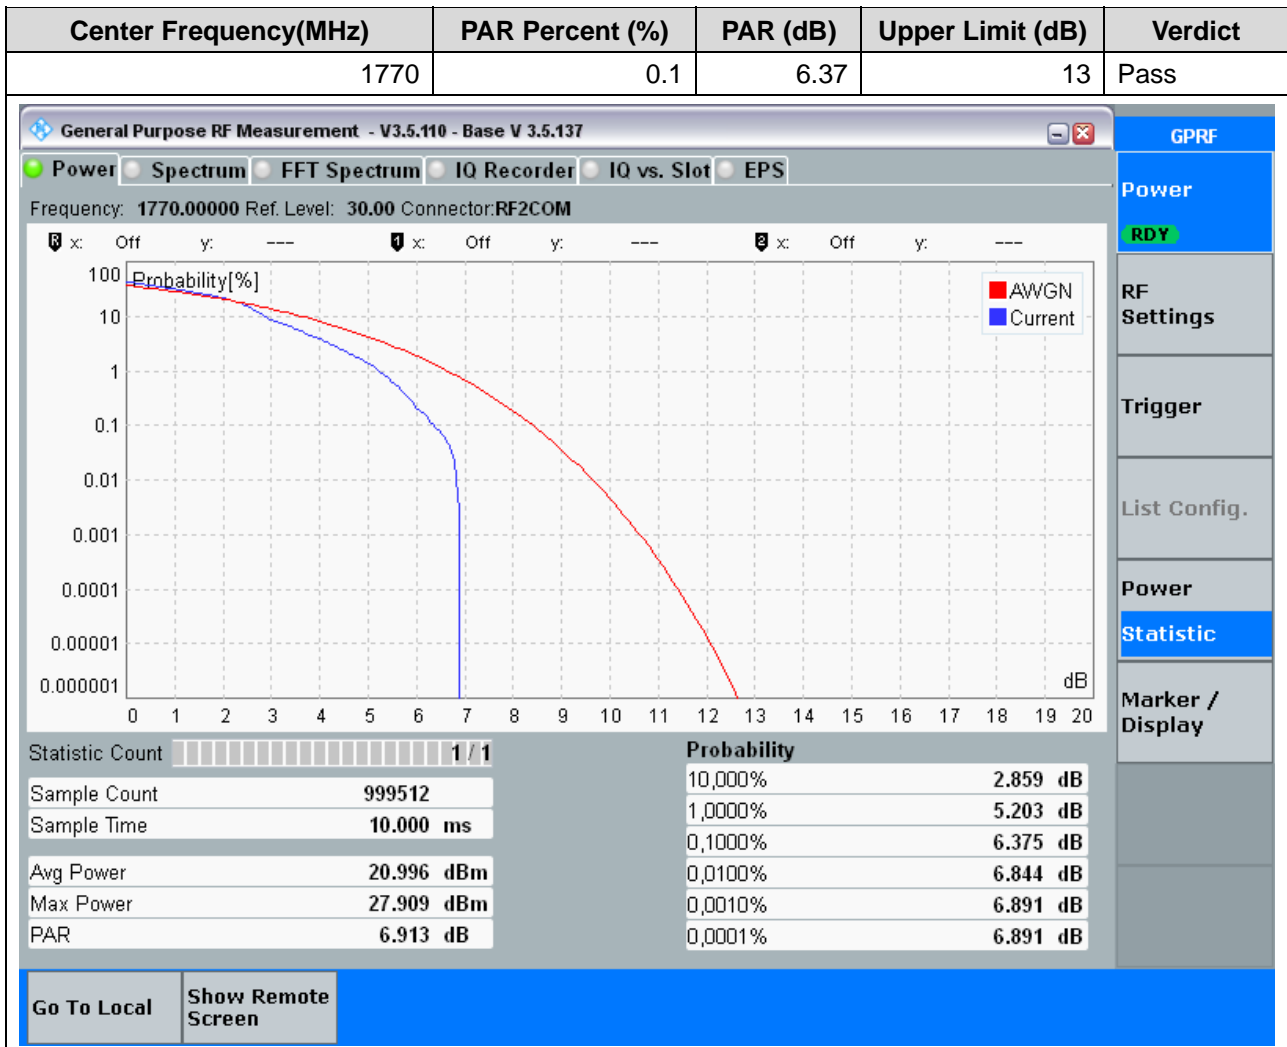 Center Frequency(MHz) PAR Percent (%) PAR (dB) Upper Limit (dB) Verdict
1770 0.1 6.37 13 Pass
General Purpose RF Measurement - V3.5.110 - Base V 3.5.137
GPRF
Power Spectrum FFT Spectrum IQ Recorder IQ vs. Slot EPS
Frequency: 1770.00000 Ref. Level: 30.00 Connector:RF2COM
R x: Off y: --- 1 x: Off y: --- 2 x: Off y: ---
Probability[%]
AWGN
Current
100
10
1
0.1
0.01
0.001
0.0001
0.00001
0.000001
dB
0 1 2 3 4 5 6 7 8 9 10 11 12 13 14 15 16 17 18 19 20
Statistic Count 1 / 1
Sample Count 999512
Sample Time 10.000 ms
Avg Power 20.996 dBm
Max Power 27.909 dBm
PAR 6.913 dB
Probability
10,000% 2.859 dB
1,0000% 5.203 dB
0,1000% 6.375 dB
0,0100% 6.844 dB
0,0010% 6.891 dB
0,0001% 6.891 dB
Power
RDY
RF
Settings
Trigger
List Config.
Power
Statistic
Marker /
Display
Go To Local
Show Remote
Screen